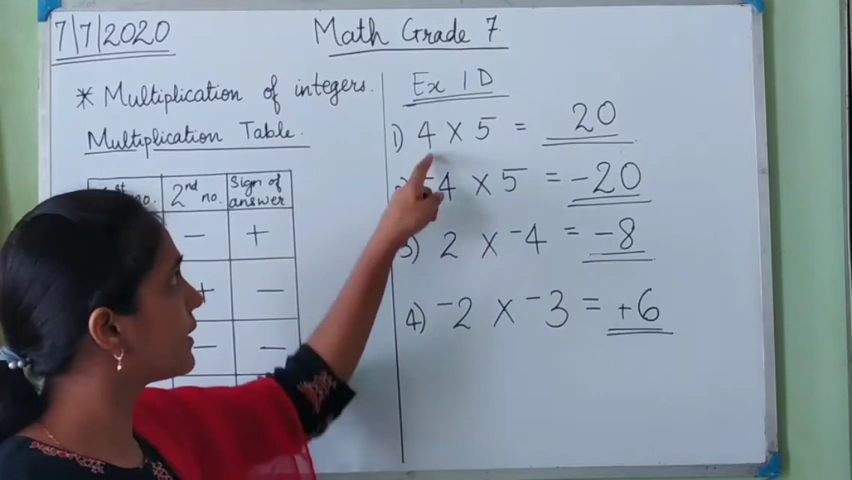 7/7/2020
Math Grade 7
* Multiplication of integers.
Multiplication Table.
2nd no. Sign of answer
- +
+ -
- -
Ex 1D
1) 4 x 5 = 20
-4 x 5 = -20
3) 2 x -4 = -8
4) -2 x -3 = +6